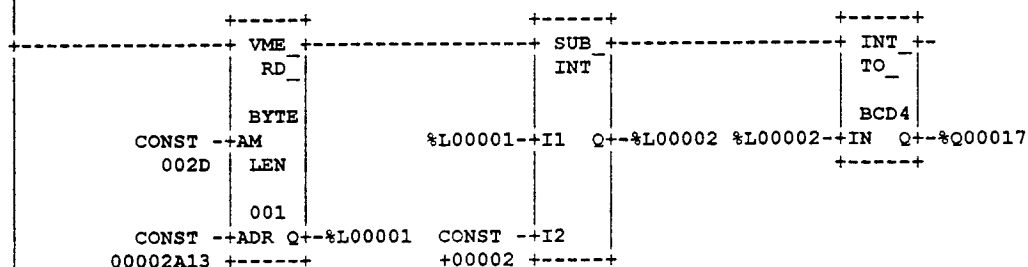 +-----+ +-----+ +-----+
+-----------------+ VME_+------------------+ SUB_+------------------+ INT_+-
RD_ INT TO_
BYTE BCD4
CONST -+AM %L00001-+I1 Q+-%L00002 %L00002-+IN Q+-%Q00017
002D LEN +-----+
001
CONST -+ADR Q+-%L00001 CONST -+I2
00002A13 +-----+ +00002 +-----+